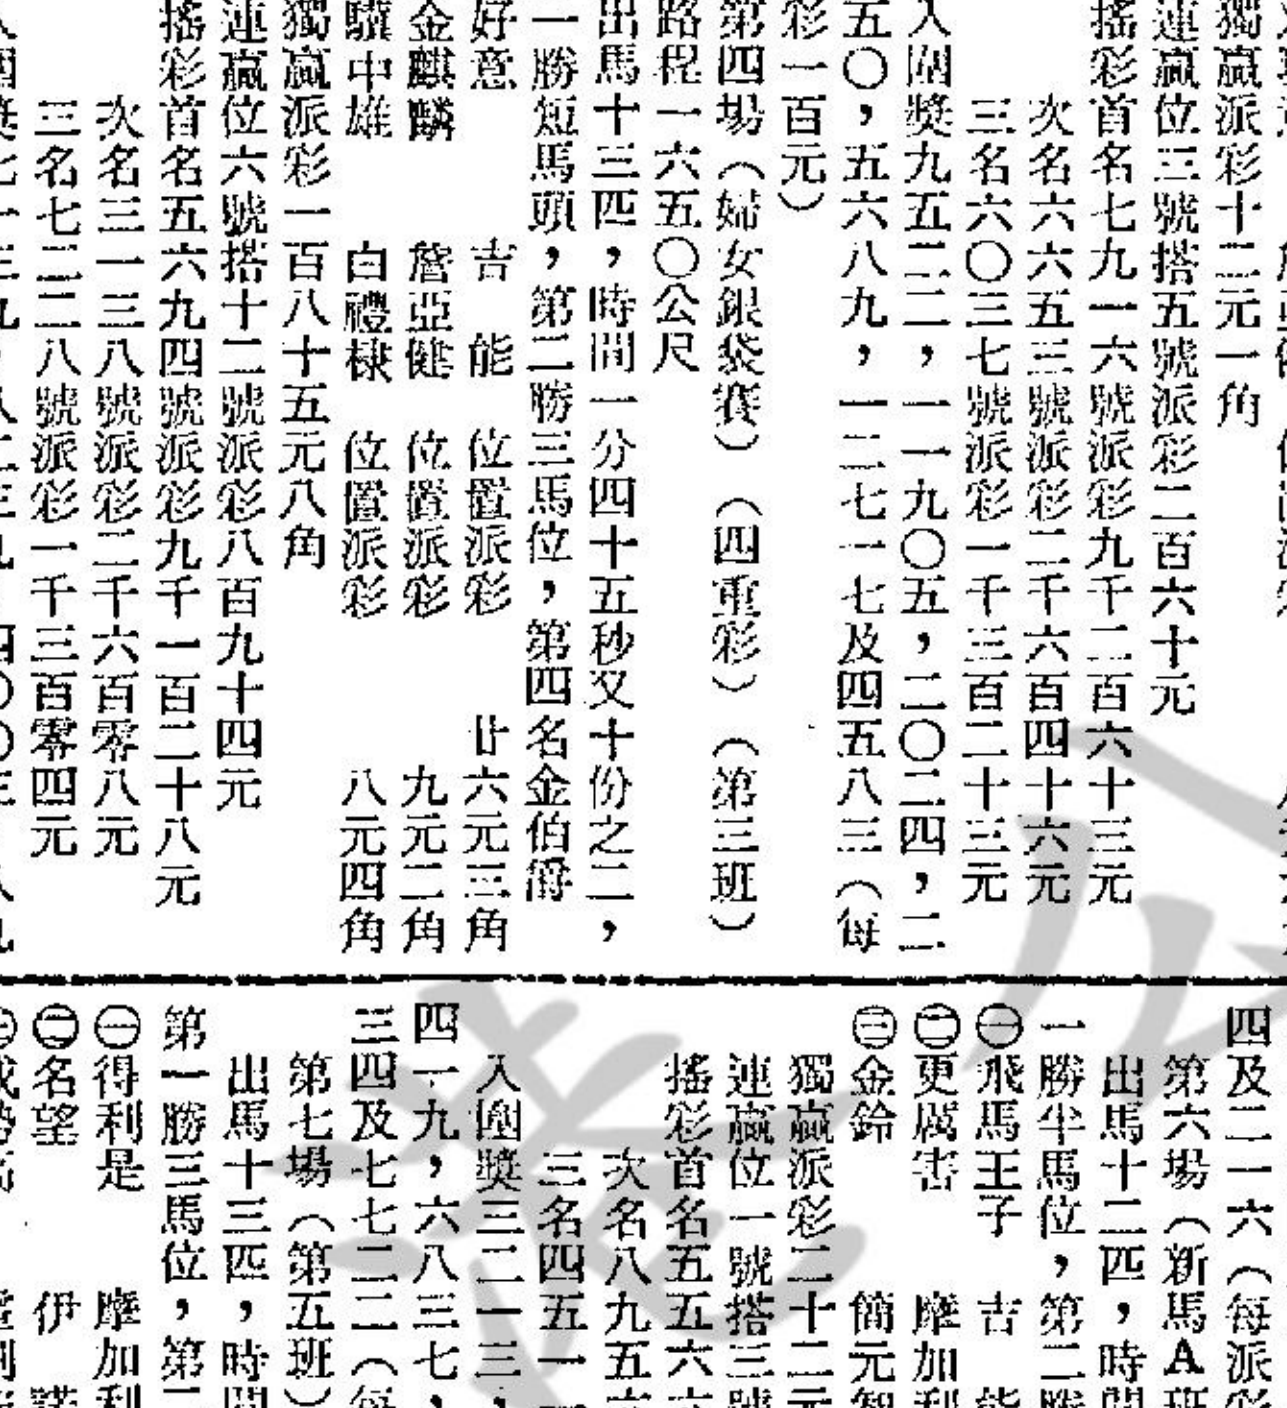 獨贏派彩十二元一角
連贏位三號搭五號派彩二百六十元
搖彩首名七九一六號派彩九千二百六十三元
次名六六五三號派彩二千六百四十六元
三名六〇三七號派彩一千三百二十三元
入圍獎九五二二，一一九〇五，二〇二四，二
五〇，五六八九，一二七一七及四五八三（每
彩一百元）
第四場（婦女銀袋賽）（四重彩）（第三班）
路程一六五〇公尺
出馬十三匹，時間一分四十五秒又十份之二，
一勝短馬頭，第二勝三馬位，第四名金伯爵
好意　吉能　位置派彩　廿六元三角
金麒麟　詹亞健　位置派彩　九元二角
驥中雄　白禮棣　位置派彩　八元四角
獨贏派彩一百八十五元八角
連贏位六號搭十二號派彩八百九十四元
搖彩首名五六九四號派彩九千一百二十八元
次名三一三八號派彩二千六百零八元
三名七二二八號派彩一千三百零四元
四及二一六（每派彩
第六場（新馬A班
出馬十二匹，時間
一勝半馬位，第二勝
㊀飛馬王子　吉能
㊁更厲害　摩加利
㊂金鈴　簡元智
獨贏派彩二十二元
連贏位一號搭三號
搖彩首名五五六
次名八九五
三名四五一
入圍獎三二一三，
四一九，六八三七，
三四及七七二二（每
第七場（第五班）
出馬十三匹，時間
第一勝三馬位，第二
㊀得利是　摩加利
㊁名望　伊諾